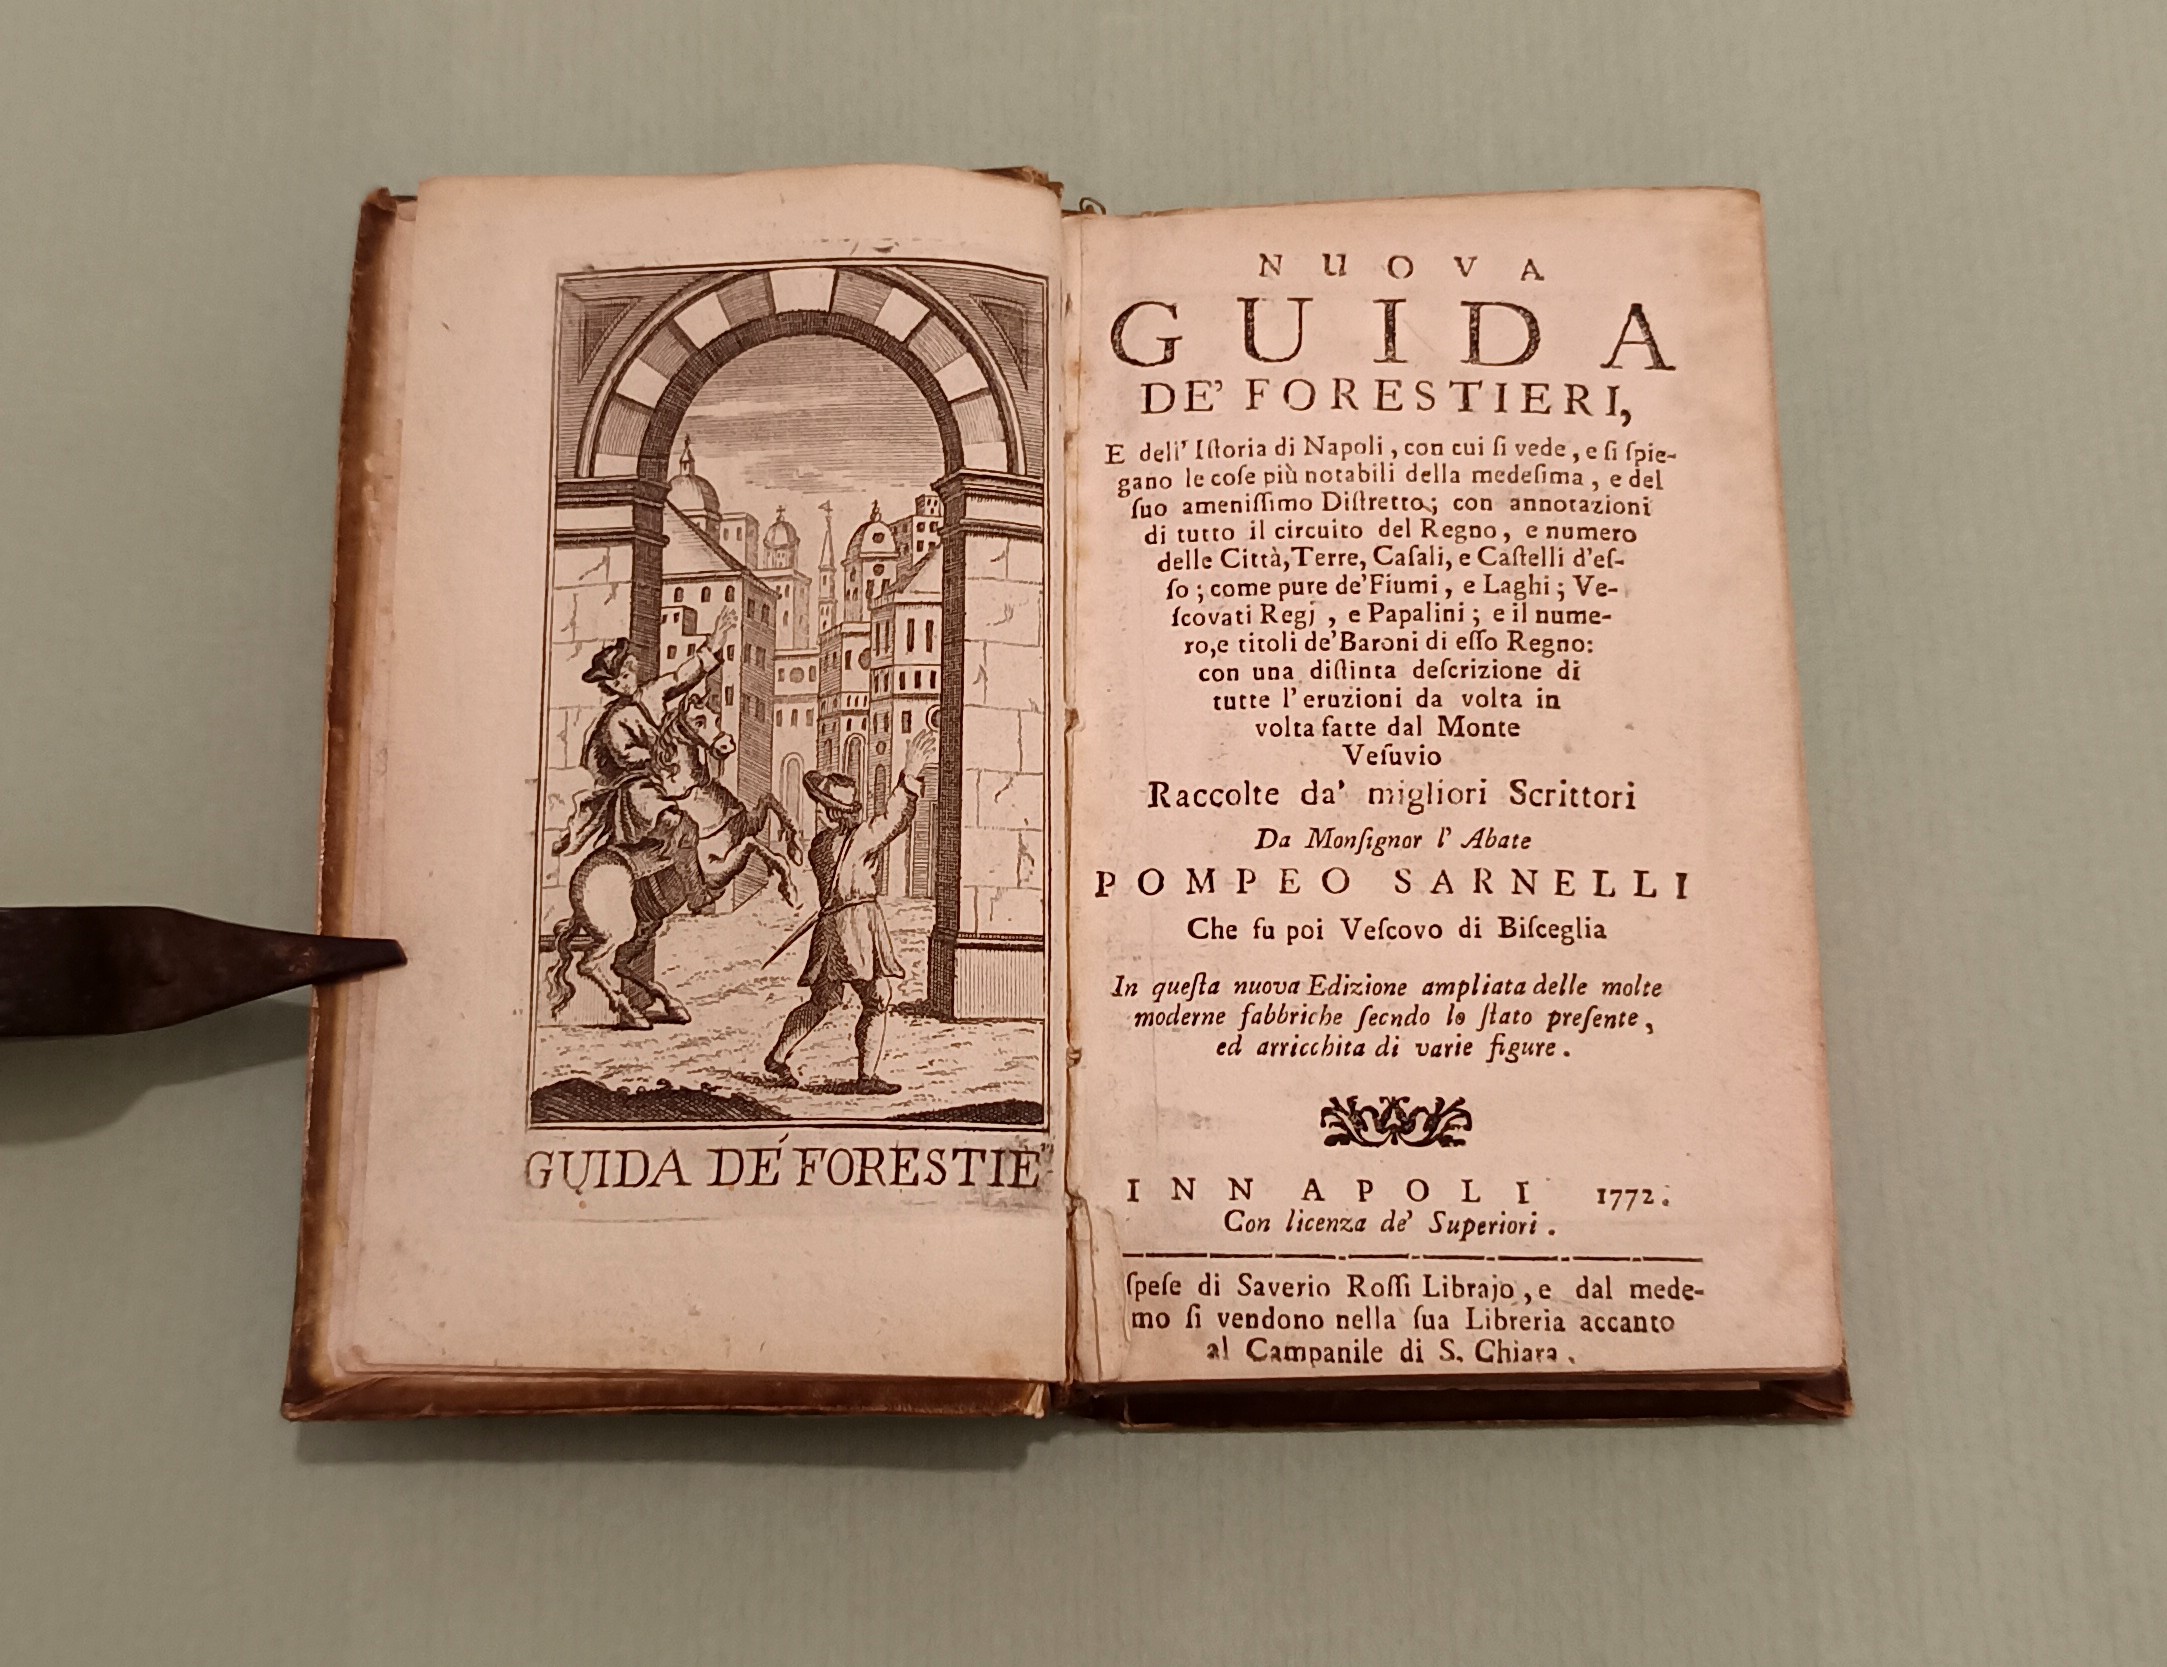 GUIDA DE' FORESTIE
NUOVA
GUIDA
DE' FORESTIERI,
E dell' Iſtoria di Napoli, con cui ſi vede, e ſi ſpie-
gano le coſe più notabili della medeſima, e del
ſuo ameniſſimo Diſtretto; con annotazioni
di tutto il circuito del Regno, e numero
delle Città, Terre, Caſali, e Caſtelli d'eſ-
ſo; come pure de' Fiumi, e Laghi; Ve-
ſcovati Regj, e Papalini; e il nume-
ro, e titoli de' Baroni di eſſo Regno:
con una diſtinta deſcrizione di
tutte l' eruzioni da volta in
volta fatte dal Monte
Veſuvio
Raccolte da' migliori Scrittori
Da Monſignor l' Abate
POMPEO SARNELLI
Che fu poi Veſcovo di Biſceglia
In queſta nuova Edizione ampliata delle molte
moderne fabbriche ſecndo lo ſtato preſente,
ed arricchita di varie figure.
INNAPOLI 1772.
Con licenza de' Superiori.
ſpeſe di Saverio Roſſi Librajo, e dal mede-
mo ſi vendono nella ſua Libreria accanto
al Campanile di S. Chiara.